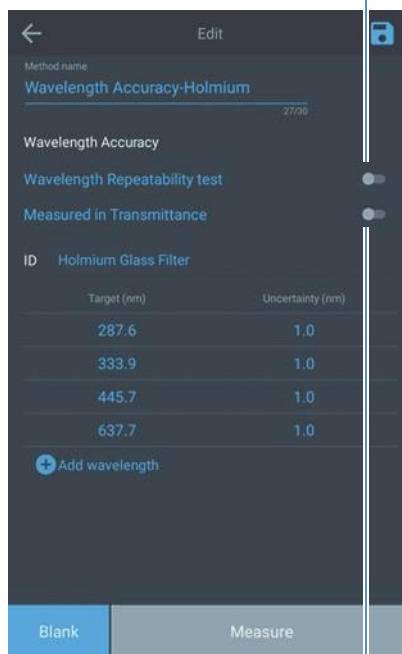 Edit
Method name
Wavelength Accuracy-Holmium
27/30
Wavelength Accuracy
Wavelength Repeatability test
Measured in Transmittance
ID Holmium Glass Filter
Target (nm) Uncertainty (nm)
287.6 1.0
333.9 1.0
445.7 1.0
637.7 1.0
Add wavelength
Blank Measure